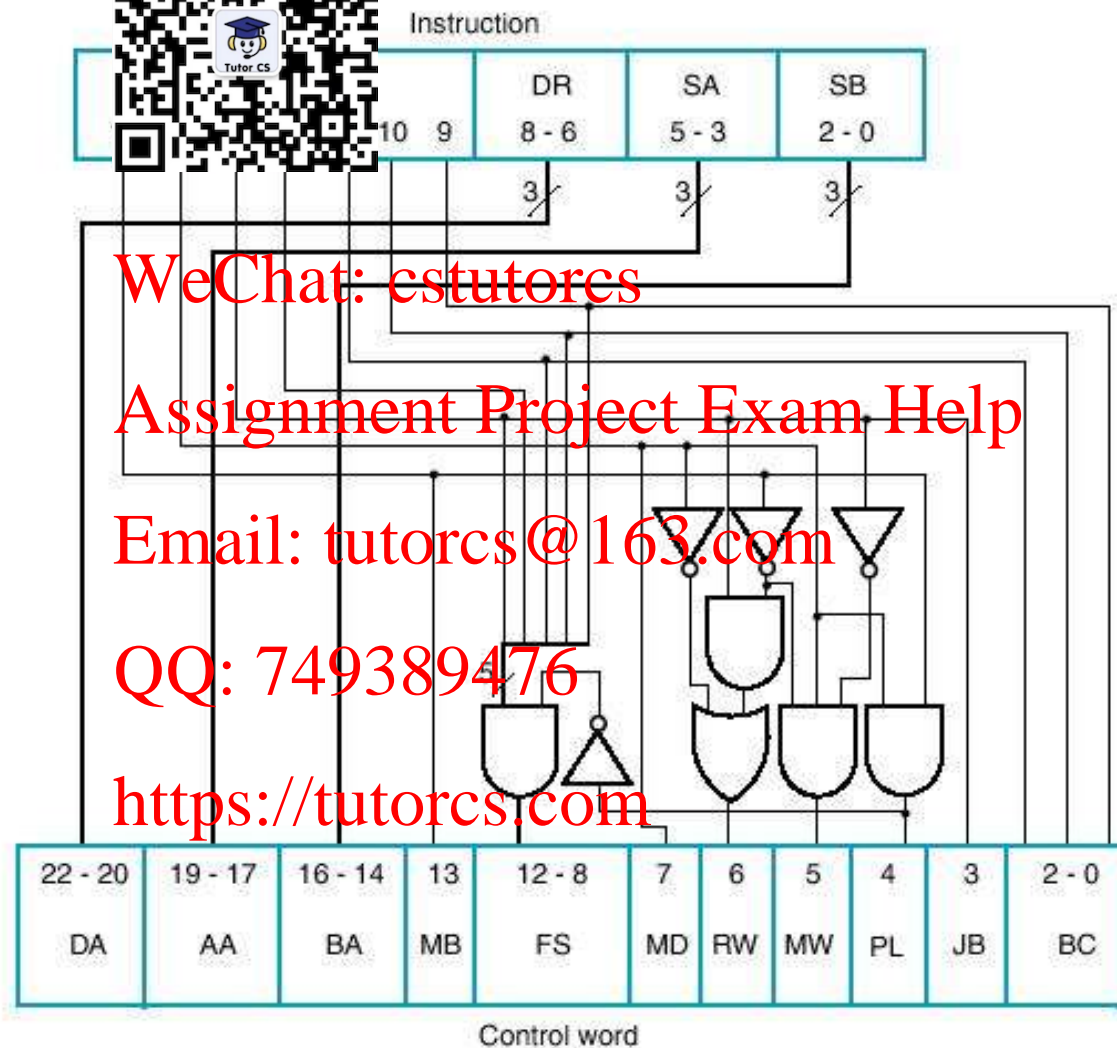 Instruction
Tutor CS
DR SA SB
10 9 8 - 6 5 - 3 2 - 0
3 3 3
WeChat: cstutorcs
Assignment Project Exam Help
Email: tutorcs@163.com
QQ: 749389476
5
https://tutorcs.com
22 - 20 19 - 17 16 - 14 13 12 - 8 7 6 5 4 3 2 - 0
DA AA BA MB FS MD RW MW PL JB BC
Control word